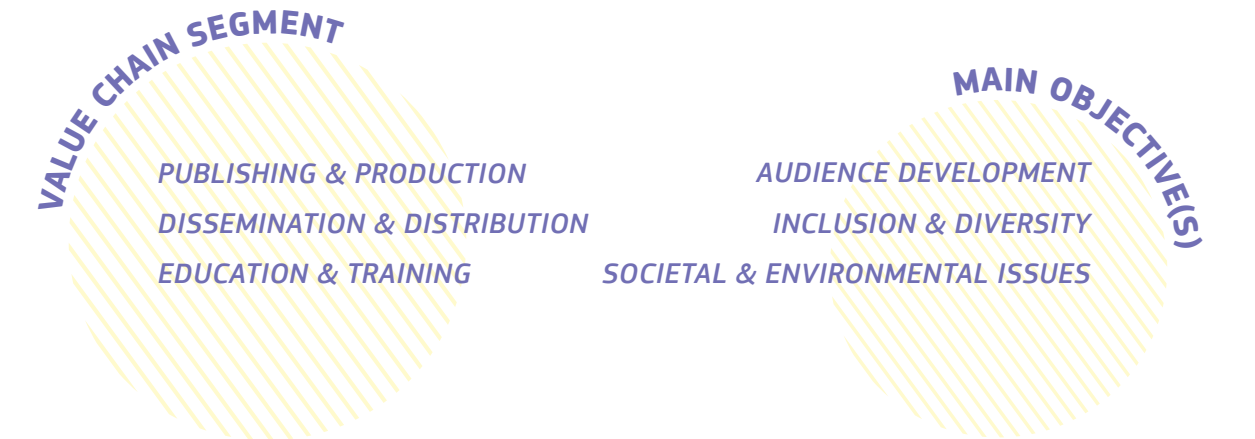 VALUE CHAIN SEGMENT
PUBLISHING & PRODUCTION
DISSEMINATION & DISTRIBUTION
EDUCATION & TRAINING
MAIN OBJECTIVE(S)
AUDIENCE DEVELOPMENT
INCLUSION & DIVERSITY
SOCIETAL & ENVIRONMENTAL ISSUES